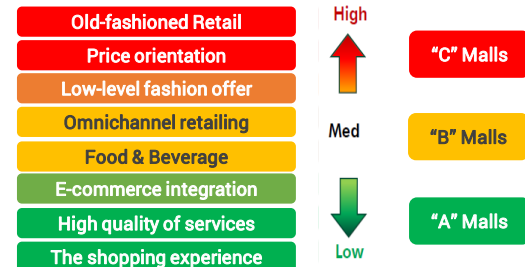 Old-fashioned Retail
Price orientation
Low-level fashion offer
Omnichannel retailing
Food & Beverage
E-commerce integration
High quality of services
The shopping experience
High
Med
Low
“C” Malls
“B” Malls
“A” Malls